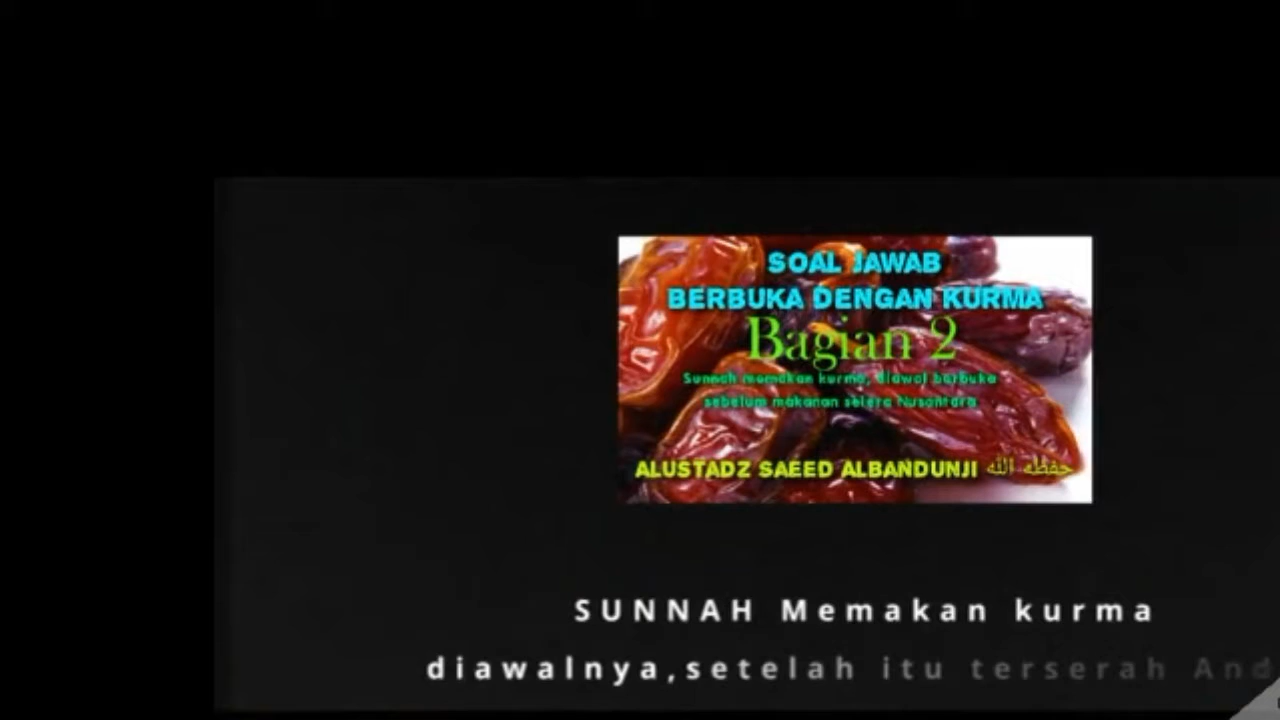 SOAL JAWAB
BERBUKA DENGAN KURMA
Bagian 2
Sunnah memakan kurma, diawal berbuka
sebelum makanan selera Nusantara
ALUSTADZ SAEED ALBANDUNJI حفظه الله
SUNNAH Memakan kurma
diawalnya,setelah itu terserah And